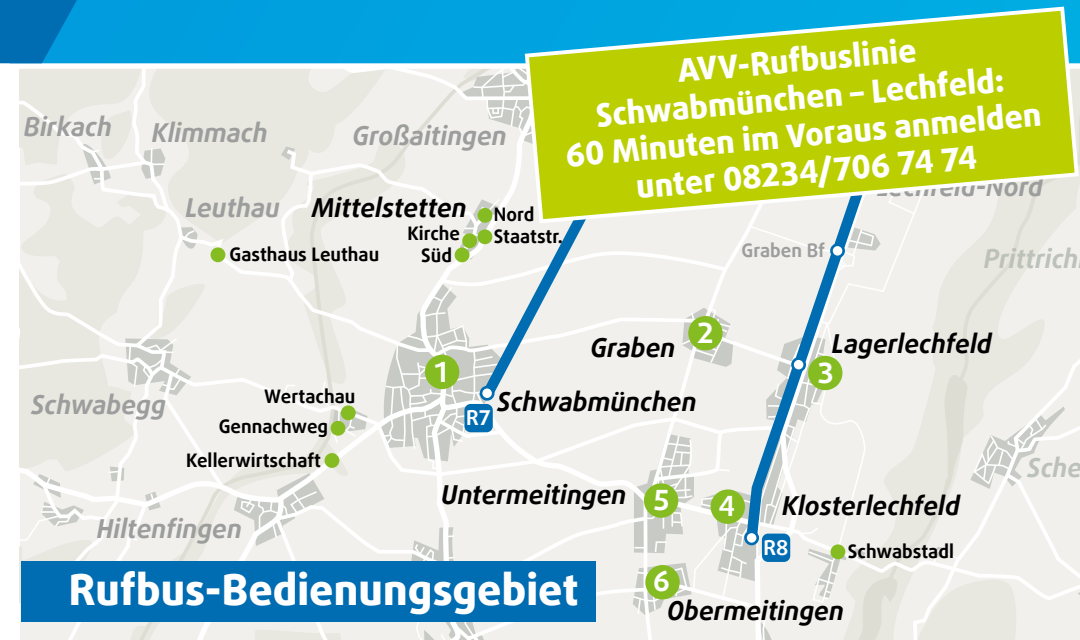 AVV-Rufbuslinie
Schwabmünchen – Lechfeld:
60 Minuten im Voraus anmelden
unter 08234/706 74 74
Birkach
Klimmach
Großaitingen
Leuthau
Mittelstetten
Nord
Kirche
Staatstr.
Süd
Gasthaus Leuthau
Lechfeld-Nord
Graben Bf
Graben
2
Lagerlechfeld
3
1
Schwabegg
Wertachau
Gennachweg
Kellerwirtschaft
Schwabmünchen
R7
Untermeitingen
5
4
Klosterlechfeld
R8
Schwabstadl
Hiltenfingen
6
Obermeitingen
Rufbus-Bedienungsgebiet